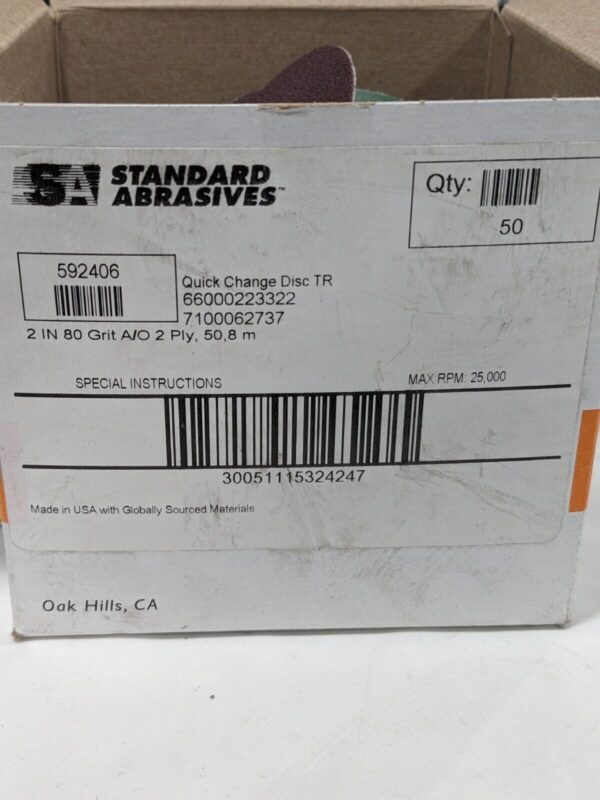 SA STANDARD
ABRASIVES™
Qty:
50
592406
Quick Change Disc TR
66000223322
7100062737
2 IN 80 Grit A/O 2 Ply, 50,8 m
SPECIAL INSTRUCTIONS
MAX RPM: 25,000
30051115324247
Made in USA with Globally Sourced Materials
Oak Hills, CA